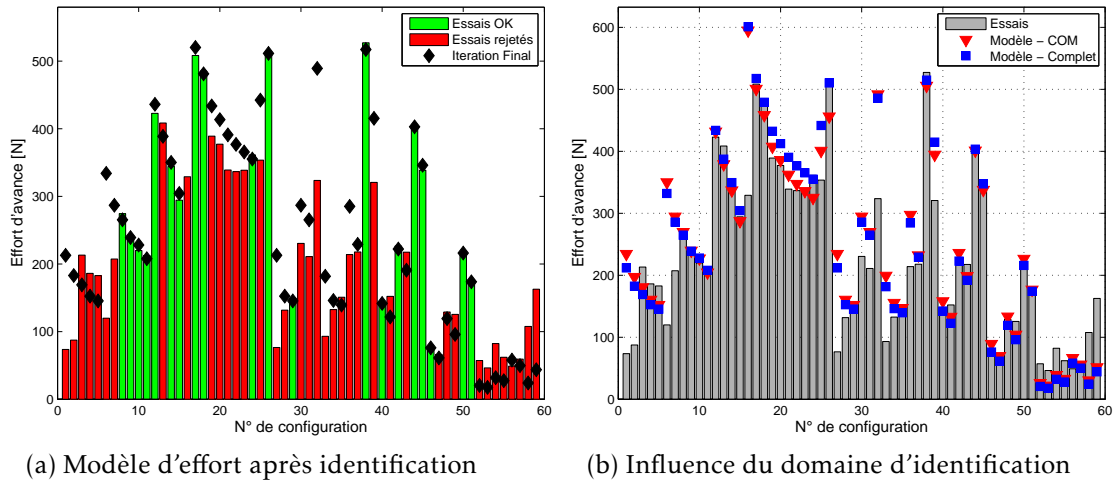 Essais OK
Essais rejetés
Iteration Final
500
400
300
200
100
0
Effort d'avance [N]
0 10 20 30 40 50 60
N° de configuration
(a) Modèle d'effort après identification
Essais
Modèle − COM
Modèle − Complet
600
500
400
300
200
100
0
Effort d'avance [N]
0 10 20 30 40 50 60
N° de configuration
(b) Influence du domaine d'identification